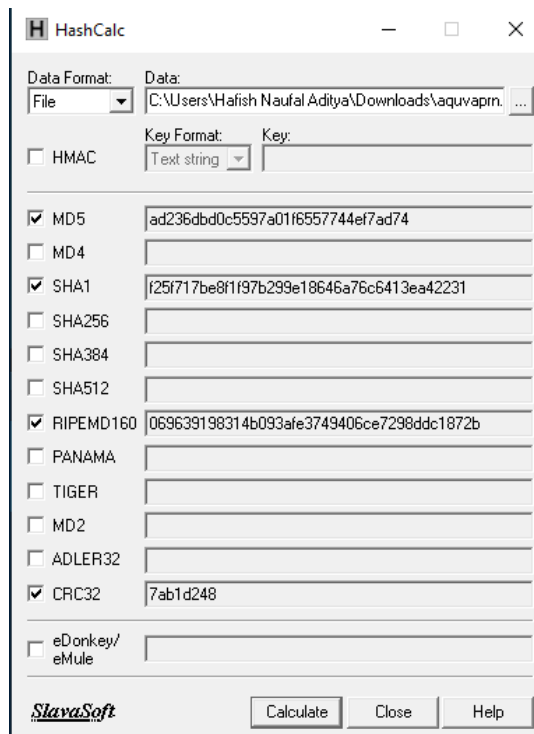 HashCalc
Data Format: Data:
File C:\Users\Hafish Naufal Aditya\Downloads\aquvaprn. ...
Key Format: Key:
HMAC Text string
MD5 ad236dbd0c5597a01f6557744ef7ad74
MD4
SHA1 f25f717be8f1f97b299e18646a76c6413ea42231
SHA256
SHA384
SHA512
RIPEMD160 069639198314b093afe3749406ce7298ddc1872b
PANAMA
TIGER
MD2
ADLER32
CRC32 7ab1d248
eDonkey/
eMule
SlavaSoft Calculate Close Help